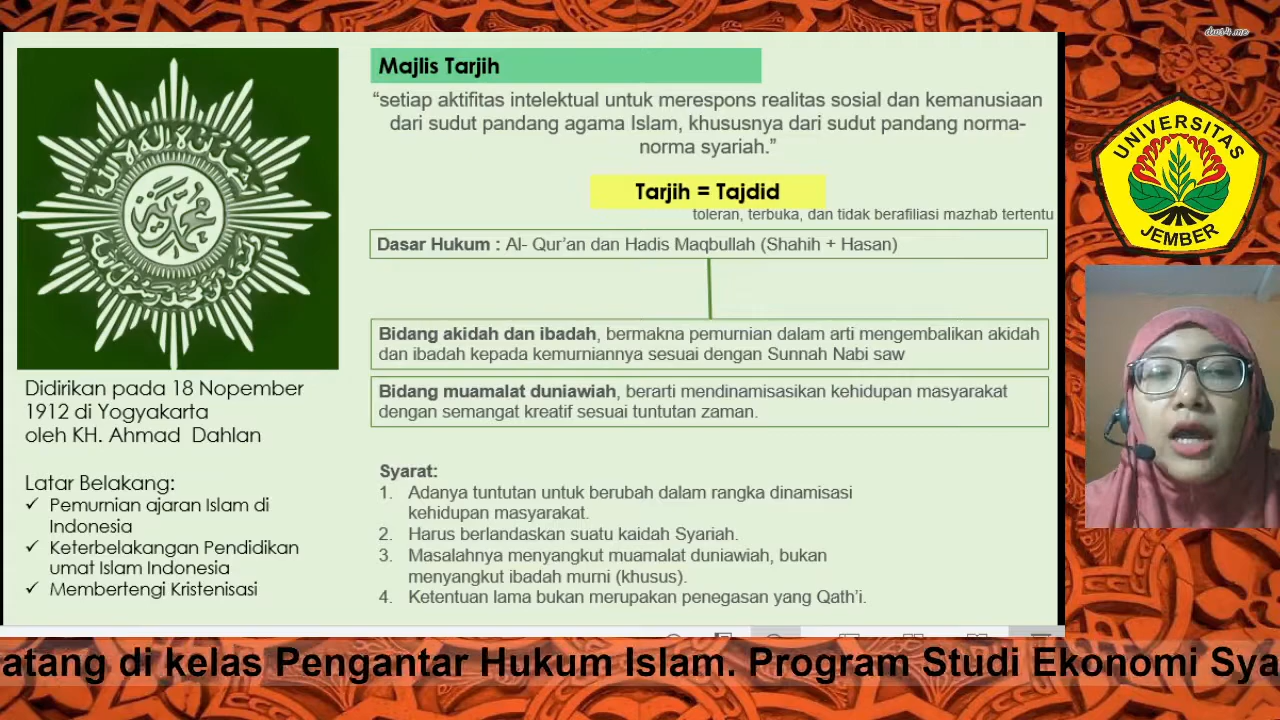 dws4.me
Majlis Tarjih
“setiap aktifitas intelektual untuk merespons realitas sosial dan kemanusiaan
dari sudut pandang agama Islam, khususnya dari sudut pandang norma-
norma syariah.”
Tarjih = Tajdid
toleran, terbuka, dan tidak berafiliasi mazhab tertentu
Dasar Hukum : Al- Qur’an dan Hadis Maqbullah (Shahih + Hasan)
Bidang akidah dan ibadah, bermakna pemurnian dalam arti mengembalikan akidah
dan ibadah kepada kemurniannya sesuai dengan Sunnah Nabi saw
Bidang muamalat duniawiah, berarti mendinamisasikan kehidupan masyarakat
dengan semangat kreatif sesuai tuntutan zaman.
Syarat:
1. Adanya tuntutan untuk berubah dalam rangka dinamisasi
kehidupan masyarakat.
2. Harus berlandaskan suatu kaidah Syariah.
3. Masalahnya menyangkut muamalat duniawiah, bukan
menyangkut ibadah murni (khusus).
4. Ketentuan lama bukan merupakan penegasan yang Qath’i.
محمدية
Didirikan pada 18 Nopember
1912 di Yogyakarta
oleh KH. Ahmad Dahlan
Latar Belakang:
✓ Pemurnian ajaran Islam di
Indonesia
✓ Keterbelakangan Pendidikan
umat Islam Indonesia
✓ Membertengi Kristenisasi
UNIVERSITAS
JEMBER
atang di kelas Pengantar Hukum Islam. Program Studi Ekonomi Sya